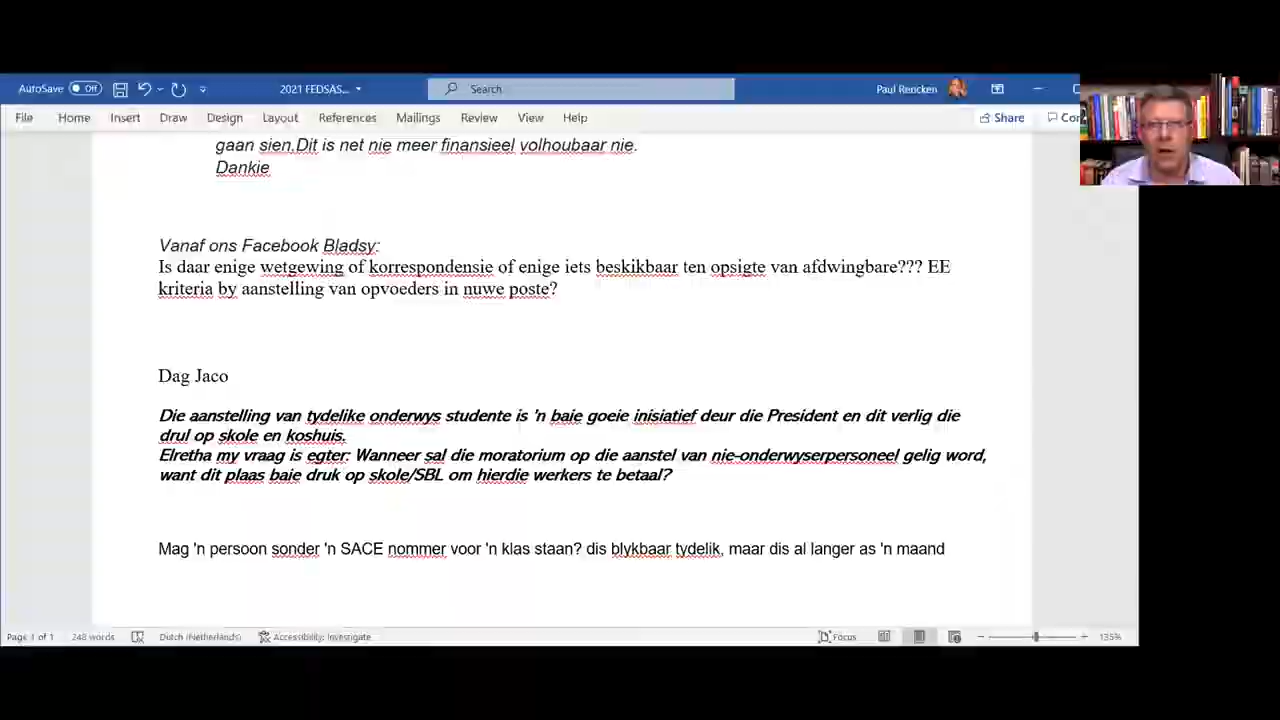 AutoSave Off 2021 FEDSAS... Search Paul Rencken
File Home Insert Draw Design Layout References Mailings Review View Help Share Con
gaan sien.Dit is net nie meer finansieel volhoubaar nie.
Dankie
Vanaf ons Facebook Bladsy:
Is daar enige wetgewing of korrespondensie of enige iets beskikbaar ten opsigte van afdwingbare??? EE
kriteria by aanstelling van opvoeders in nuwe poste?
Dag Jaco
Die aanstelling van tydelike onderwys studente is 'n baie goeie inisiatief deur die President en dit verlig die
drul op skole en koshuis.
Elretha my vraag is egter: Wanneer sal die moratorium op die aanstel van nie-onderwyserpersoneel gelig word,
want dit plaas baie druk op skole/SBL om hierdie werkers te betaal?
Mag 'n persoon sonder 'n SACE nommer voor 'n klas staan? dis blykbaar tydelik, maar dis al langer as 'n maand
Page 1 of 1 248 words Dutch (Netherlands) Accessibility: Investigate Focus 135%